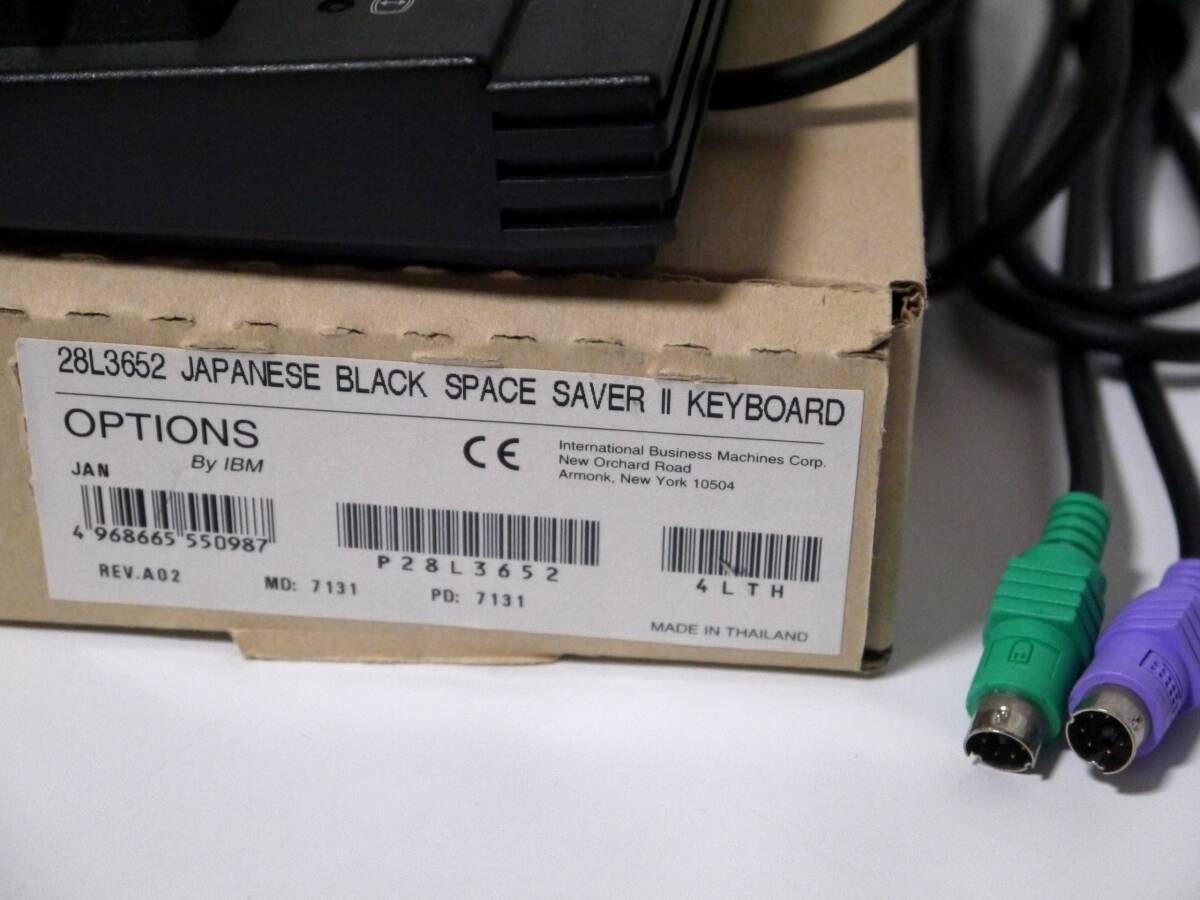 28L3652 JAPANESE BLACK SPACE SAVER II KEYBOARD
OPTIONS
By IBM
CE
International Business Machines Corp.
New Orchard Road
Armonk, New York 10504
JAN
4 968665 550987
P28L3652
4LTH
REV.A02
MD: 7131
PD: 7131
MADE IN THAILAND